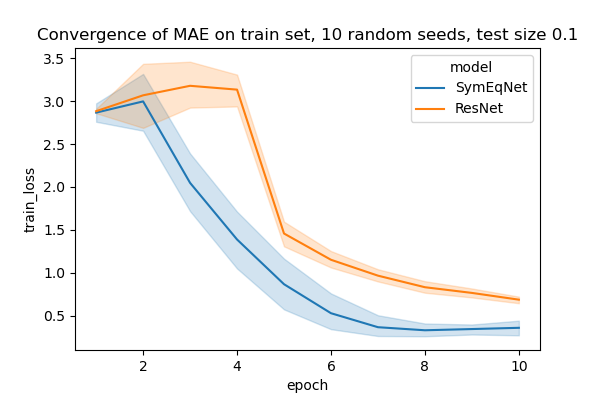 Convergence of MAE on train set, 10 random seeds, test size 0.1
model
SymEqNet
ResNet
train_loss
3.5
3.0
2.5
2.0
1.5
1.0
0.5
2 4 6 8 10
epoch